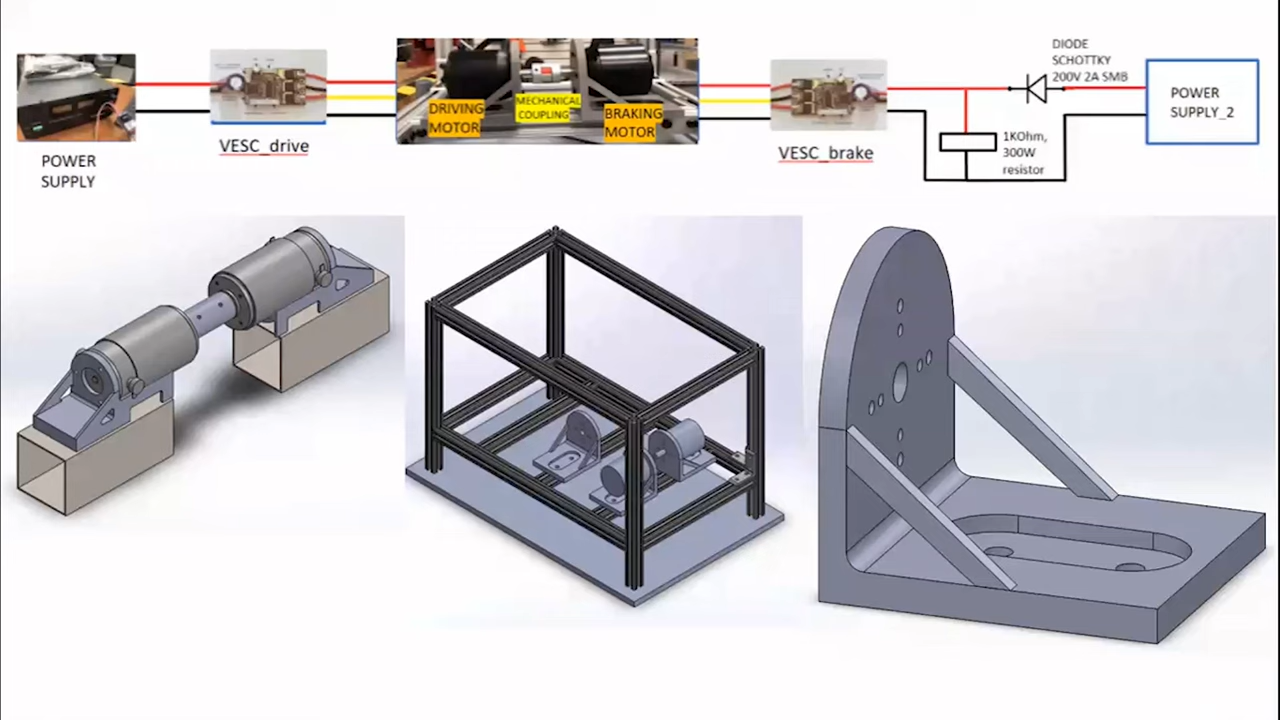 POWER
SUPPLY
VESC_drive
DRIVING
MOTOR
MECHANICAL
COUPLING
BRAKING
MOTOR
VESC_brake
DIODE
SCHOTTKY
200V 2A SMB
1KOhm,
300W
resistor
POWER
SUPPLY_2